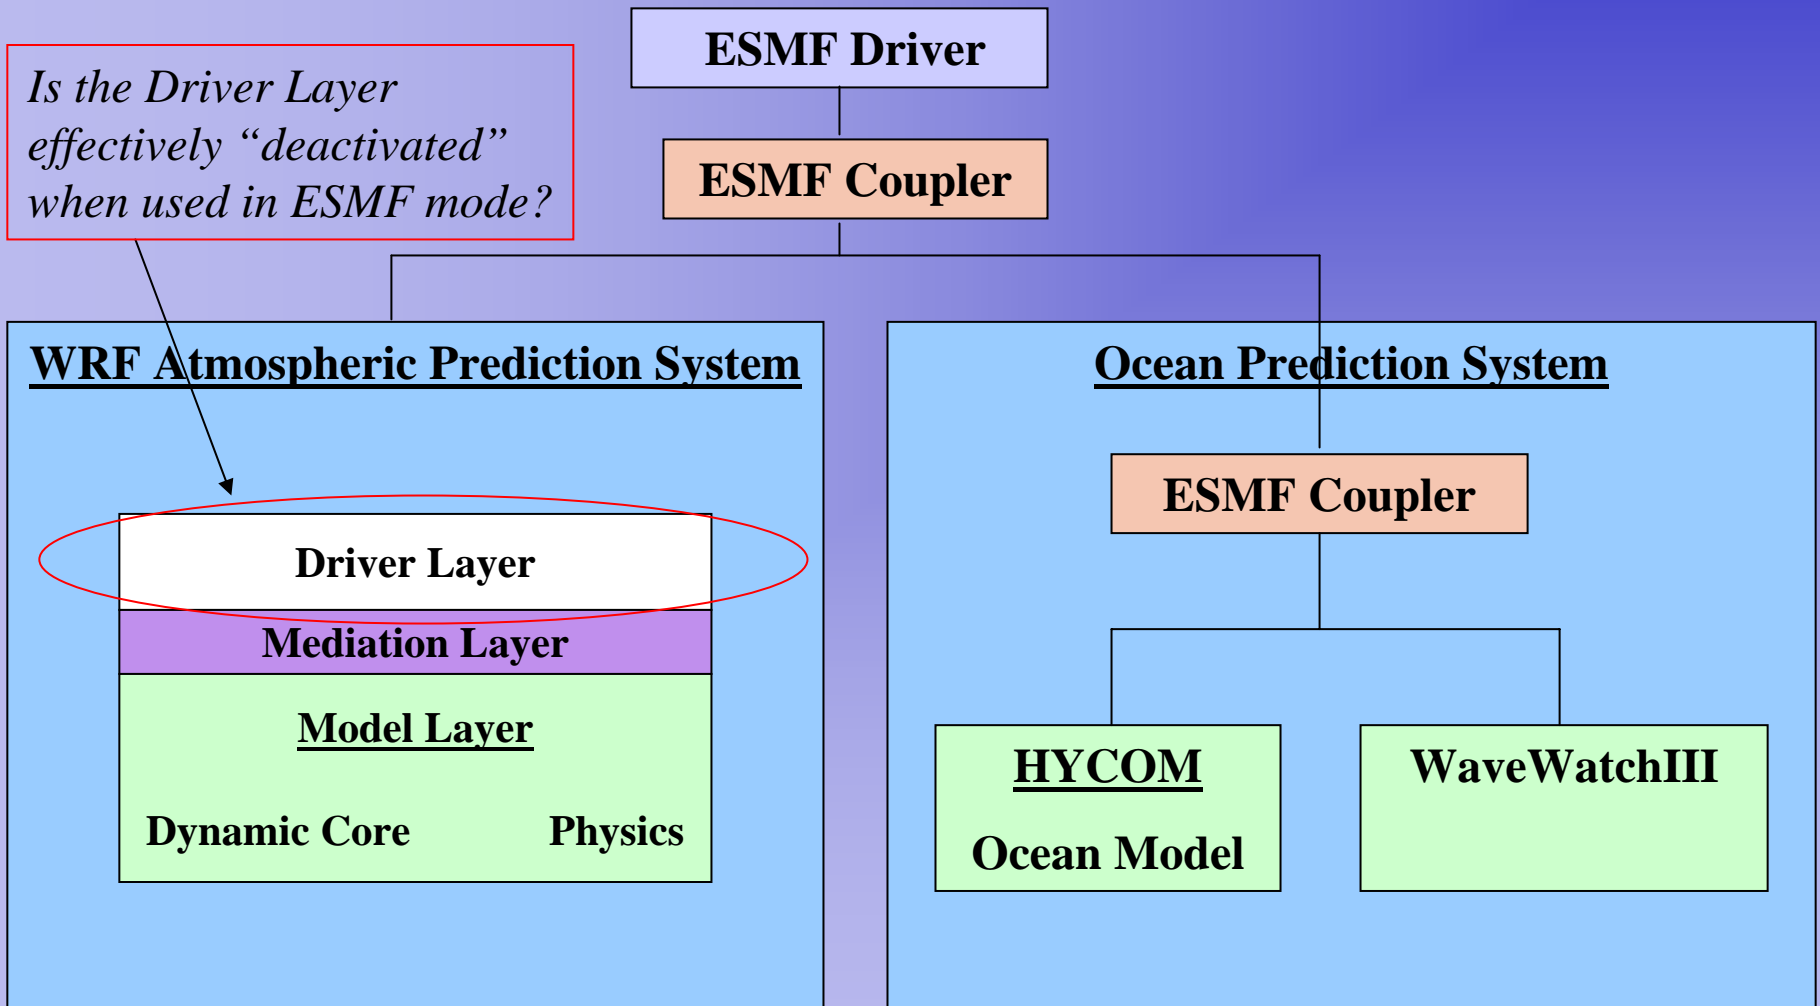 ESMF Driver
Is the Driver Layer
effectively “deactivated”
when used in ESMF mode?
ESMF Coupler
WRF Atmospheric Prediction System
Driver Layer
Mediation Layer
Model Layer
Dynamic Core Physics
Ocean Prediction System
ESMF Coupler
HYCOM
Ocean Model
WaveWatchIII